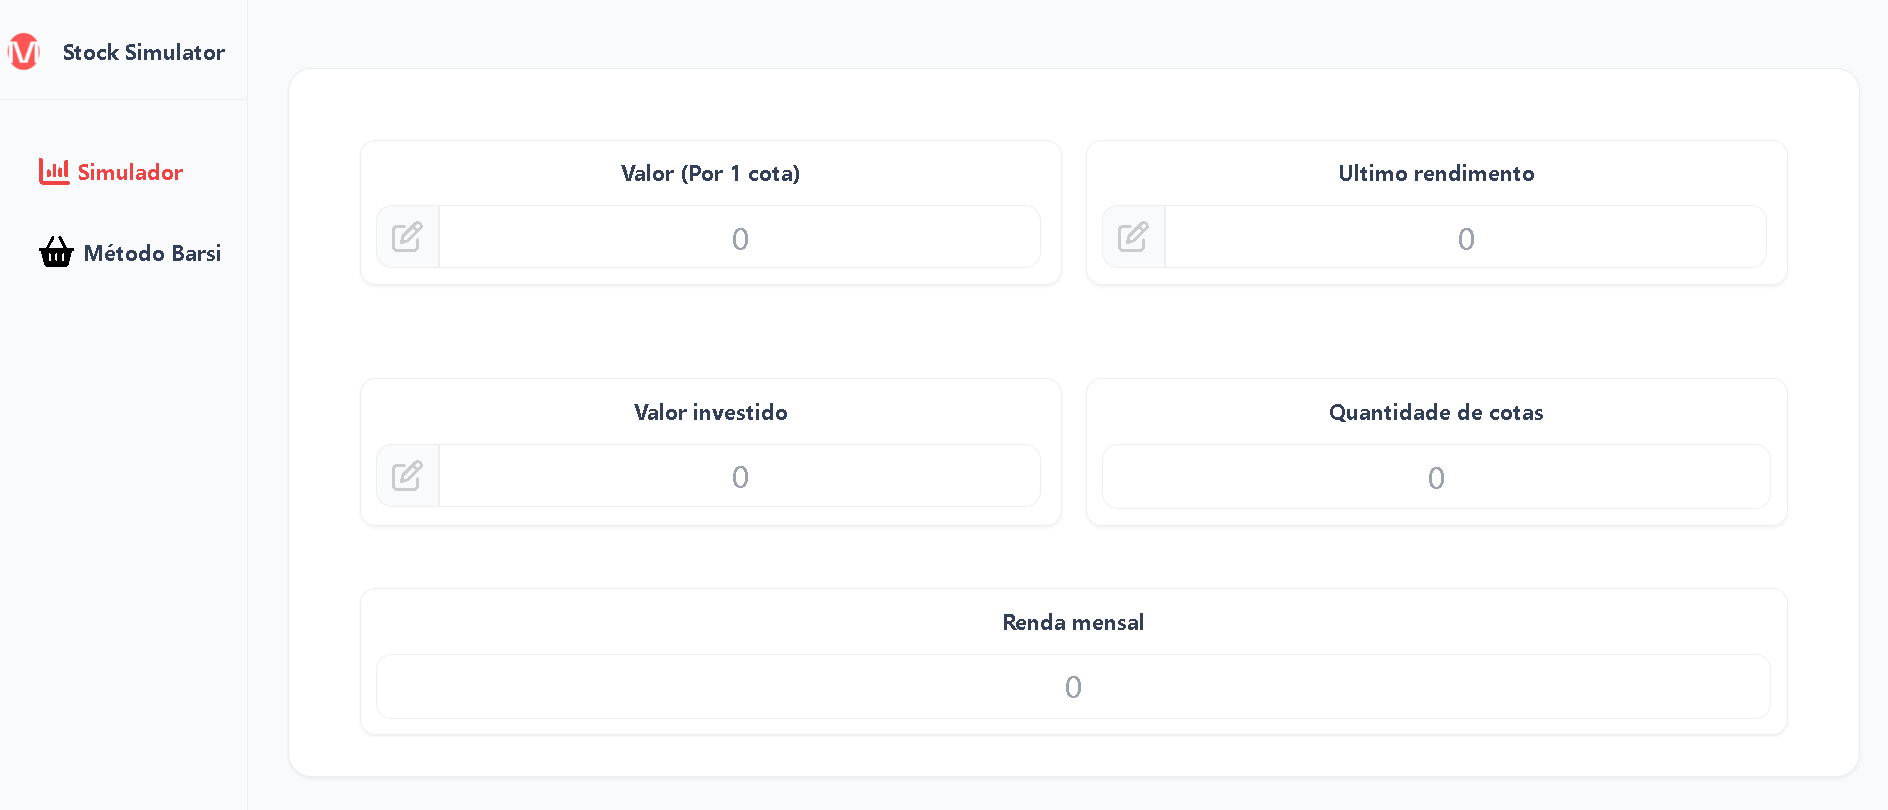 Stock Simulator
Simulador
Método Barsi
Valor (Por 1 cota)
0
Ultimo rendimento
0
Valor investido
0
Quantidade de cotas
0
Renda mensal
0